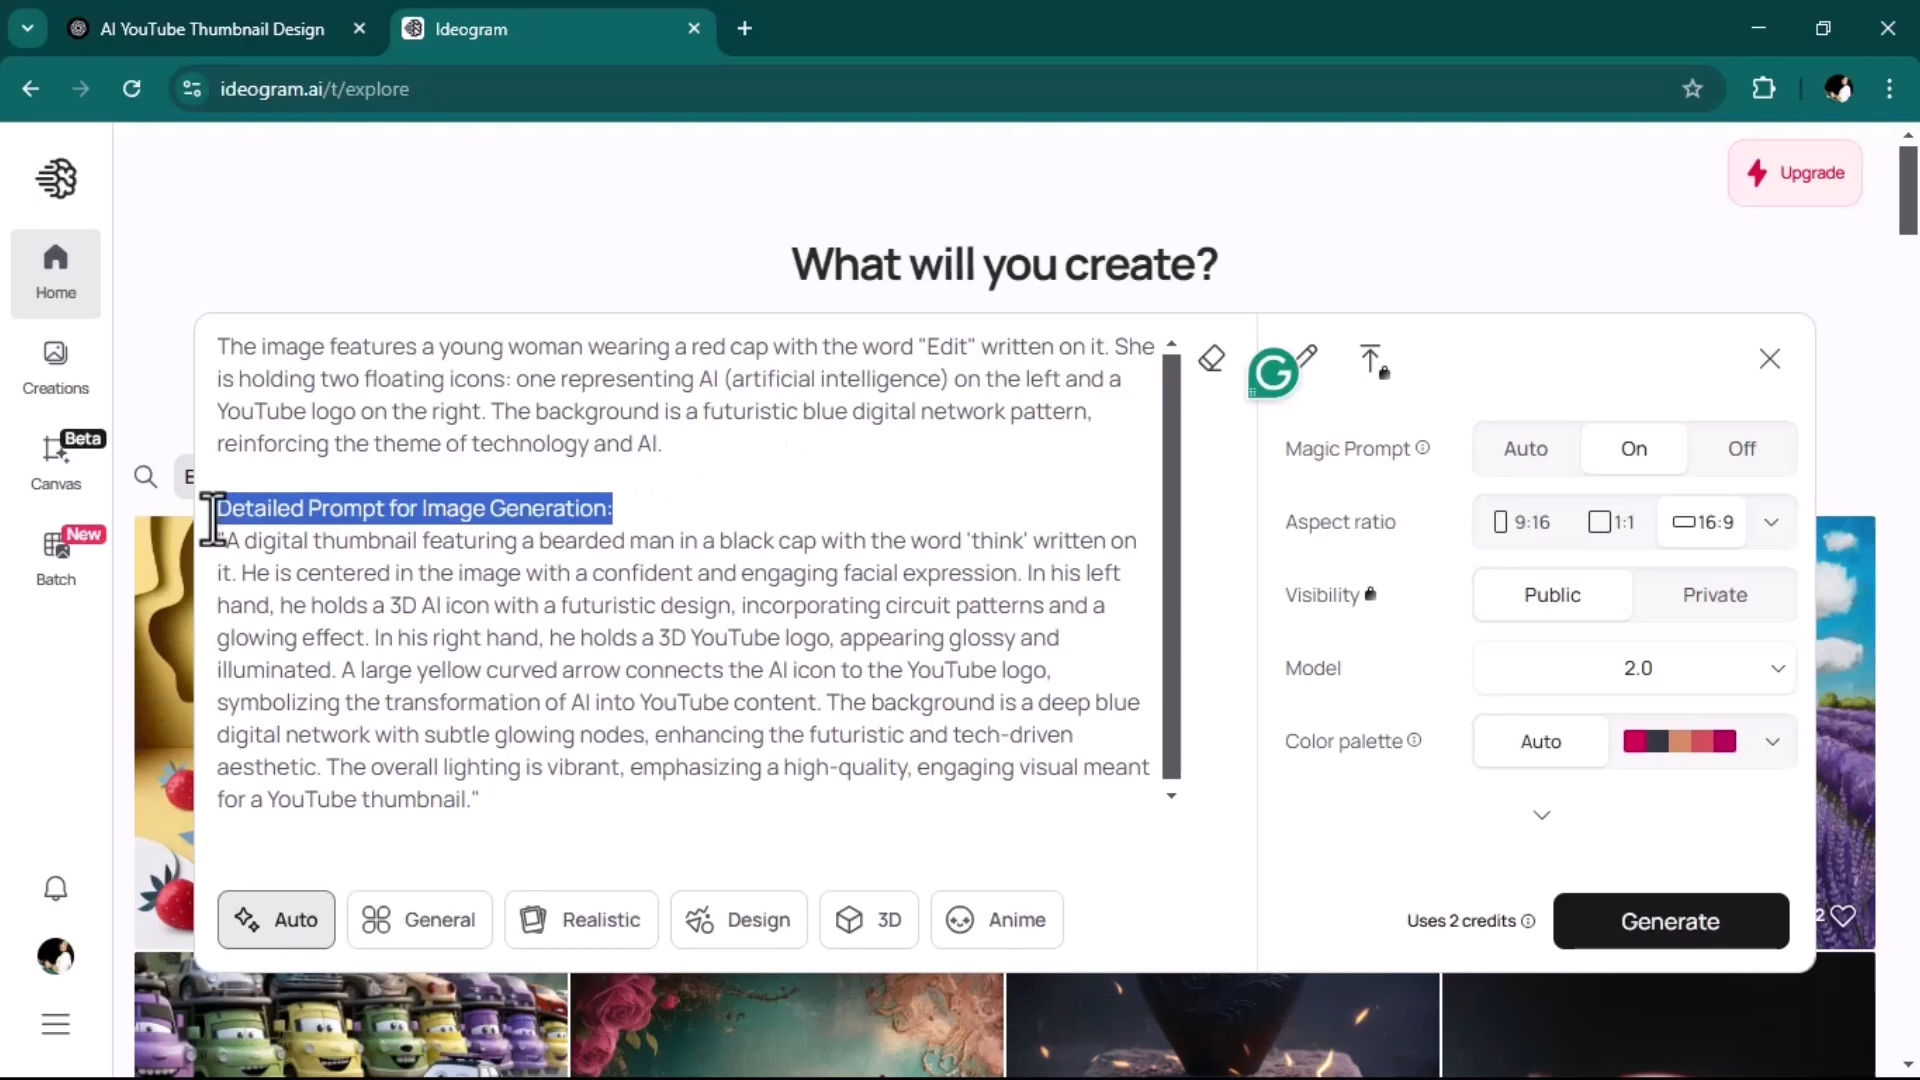 AI YouTube Thumbnail Design
Ideogram
ideogram.ai/t/explore
Upgrade
What will you create?
Home
Creations
Beta
Canvas
New
Batch
The image features a young woman wearing a red cap with the word "Edit" written on it. She
is holding two floating icons: one representing AI (artificial intelligence) on the left and a
YouTube logo on the right. The background is a futuristic blue digital network pattern,
reinforcing the theme of technology and AI.
Detailed Prompt for Image Generation:
"A digital thumbnail featuring a bearded man in a black cap with the word 'think' written on
it. He is centered in the image with a confident and engaging facial expression. In his left
hand, he holds a 3D AI icon with a futuristic design, incorporating circuit patterns and a
glowing effect. In his right hand, he holds a 3D YouTube logo, appearing glossy and
illuminated. A large yellow curved arrow connects the AI icon to the YouTube logo,
symbolizing the transformation of AI into YouTube content. The background is a deep blue
digital network with subtle glowing nodes, enhancing the futuristic and tech-driven
aesthetic. The overall lighting is vibrant, emphasizing a high-quality, engaging visual meant
for a YouTube thumbnail."
Auto General Realistic Design 3D Anime
Magic Prompt Auto On Off
Aspect ratio 9:16 1:1 16:9
Visibility Public Private
Model 2.0
Color palette Auto
Uses 2 credits Generate